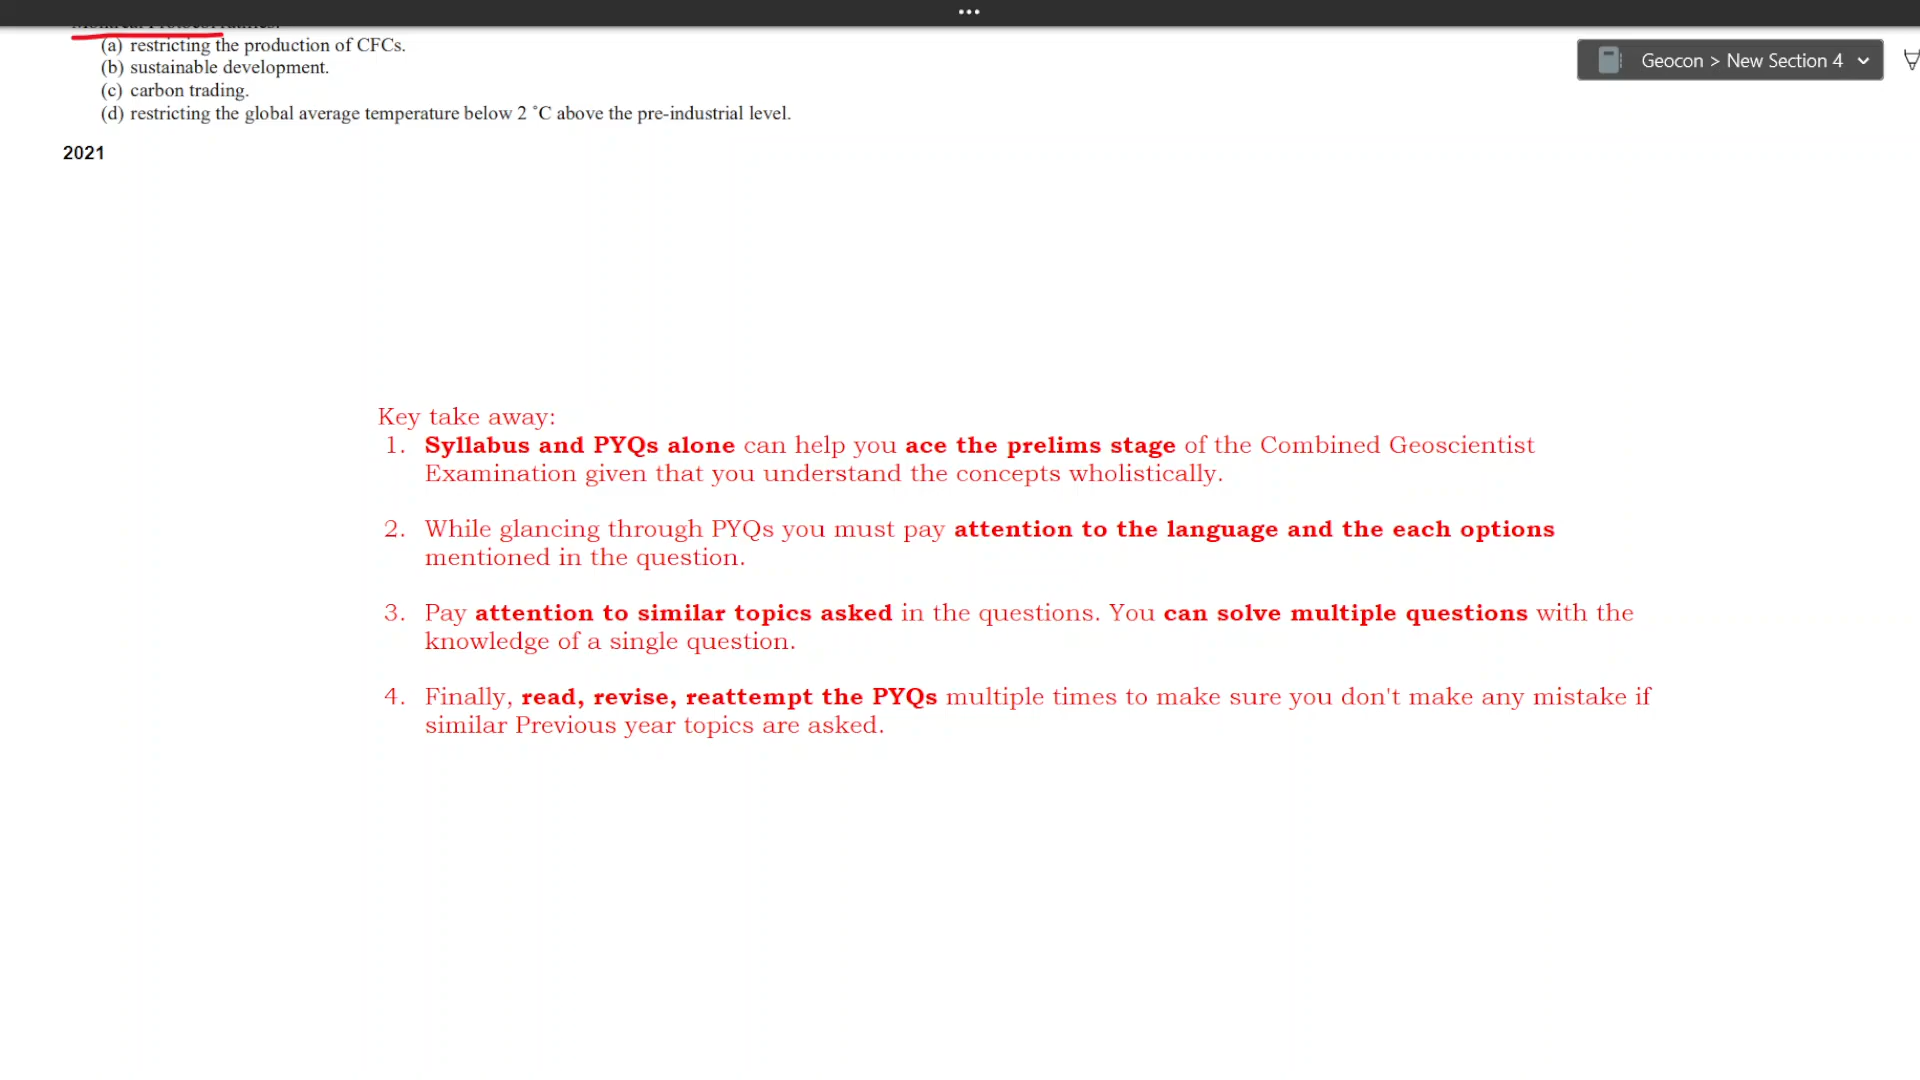 Montreal Protocol ratifies:
(a) restricting the production of CFCs.
(b) sustainable development.
(c) carbon trading.
(d) restricting the global average temperature below 2 ˚C above the pre-industrial level.
Geocon > New Section 4
2021
Key take away:
1. Syllabus and PYQs alone can help you ace the prelims stage of the Combined Geoscientist
Examination given that you understand the concepts wholistically.
2. While glancing through PYQs you must pay attention to the language and the each options
mentioned in the question.
3. Pay attention to similar topics asked in the questions. You can solve multiple questions with the
knowledge of a single question.
4. Finally, read, revise, reattempt the PYQs multiple times to make sure you don't make any mistake if
similar Previous year topics are asked.